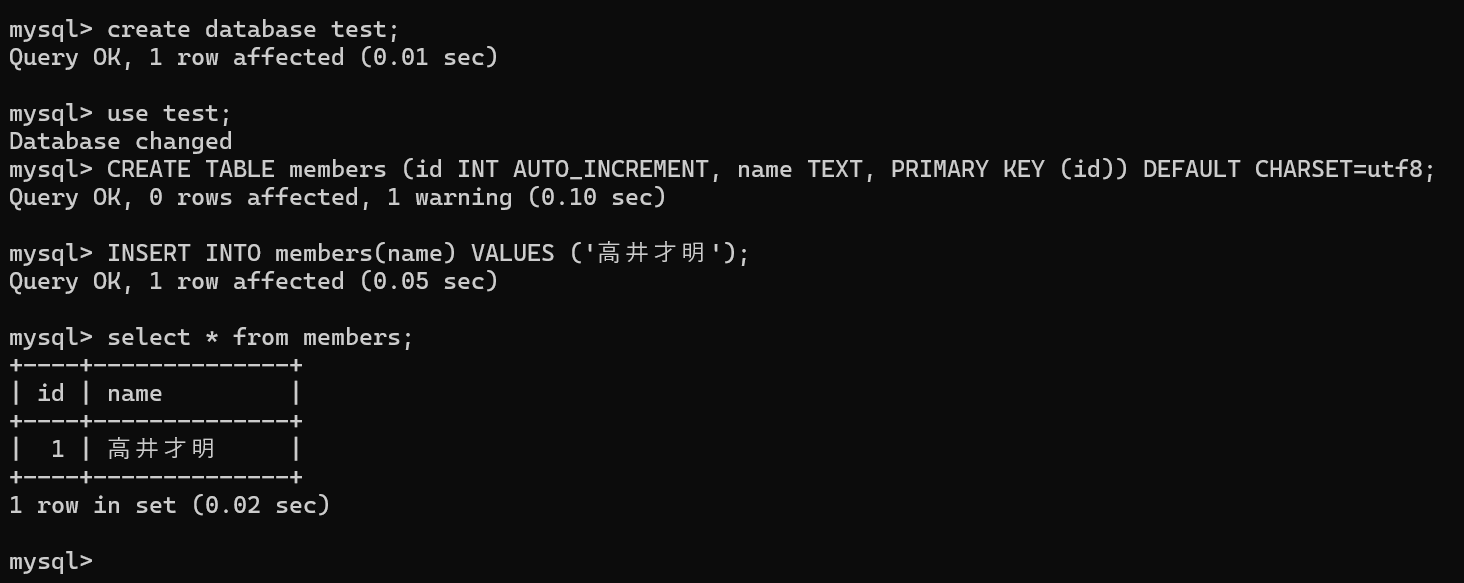 mysql> create database test;
Query OK, 1 row affected (0.01 sec)
mysql> use test;
Database changed
mysql> CREATE TABLE members (id INT AUTO_INCREMENT, name TEXT, PRIMARY KEY (id)) DEFAULT CHARSET=utf8;
Query OK, 0 rows affected, 1 warning (0.10 sec)
mysql> INSERT INTO members(name) VALUES ('高井才明');
Query OK, 1 row affected (0.05 sec)
mysql> select * from members;
+----+--------------+
| id | name         |
+----+--------------+
|  1 | 高井才明     |
+----+--------------+
1 row in set (0.02 sec)
mysql>